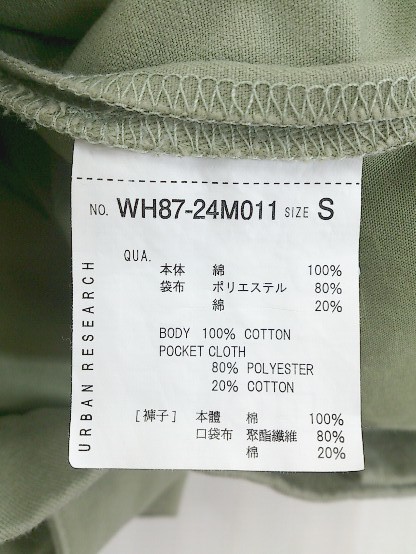 NO. WH87-24M011 SIZE S
QUA.
本体 綿 100%
袋布 ポリエステル 80%
綿 20%
BODY 100% COTTON
POCKET CLOTH
80% POLYESTER
20% COTTON
[褲子] 本體 棉 100%
口袋布 聚酯纖維 80%
棉 20%
URBAN RESEARCH